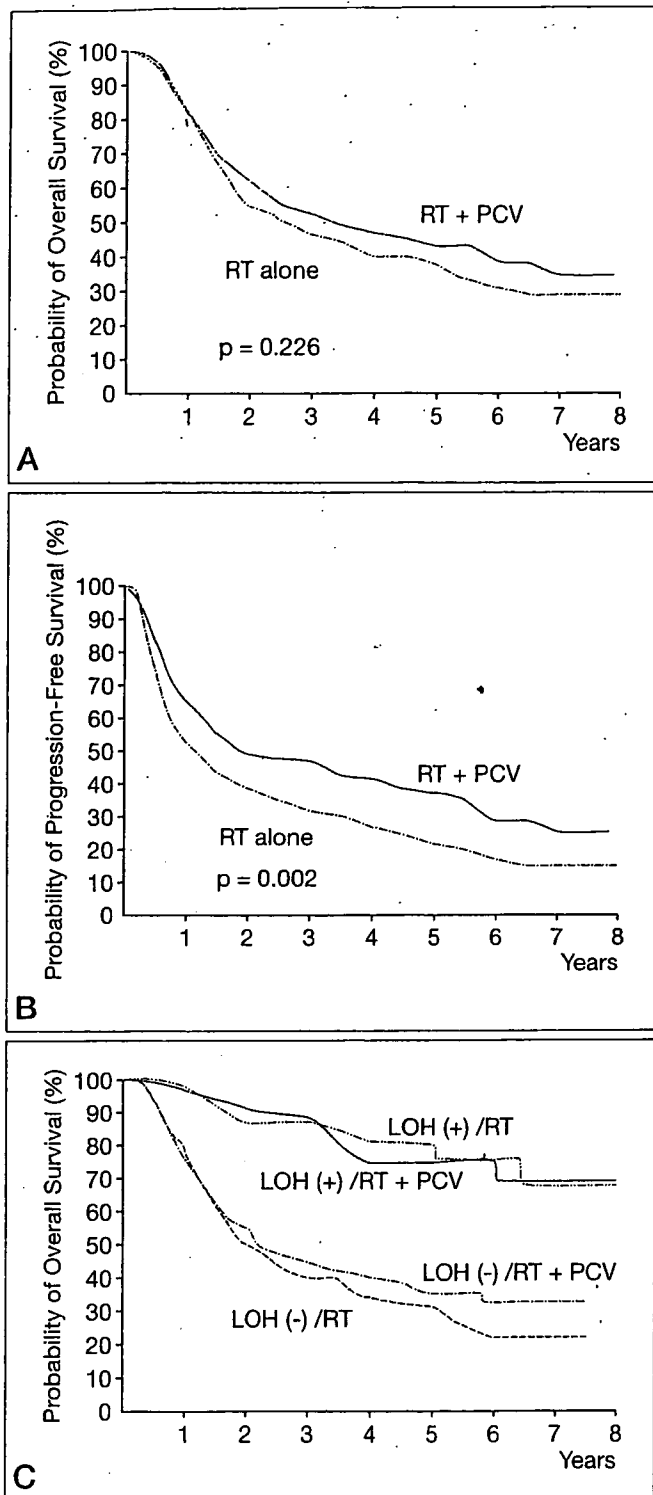 Probability of Overall Survival (%)
100
90
80
70
60
50
40
30
20
10
0
RT + PCV
RT alone
p = 0.226
1 2 3 4 5 6 7 8
Years
A
Probability of Progression-Free Survival (%)
100
90
80
70
60
50
40
30
20
10
0
RT + PCV
RT alone
p = 0.002
1 2 3 4 5 6 7 8
Years
B
Probability of Overall Survival (%)
100
90
80
70
60
50
40
30
20
10
0
LOH (+) /RT
LOH (+) /RT + PCV
LOH (-) /RT + PCV
LOH (-) /RT
1 2 3 4 5 6 7 8
Years
C